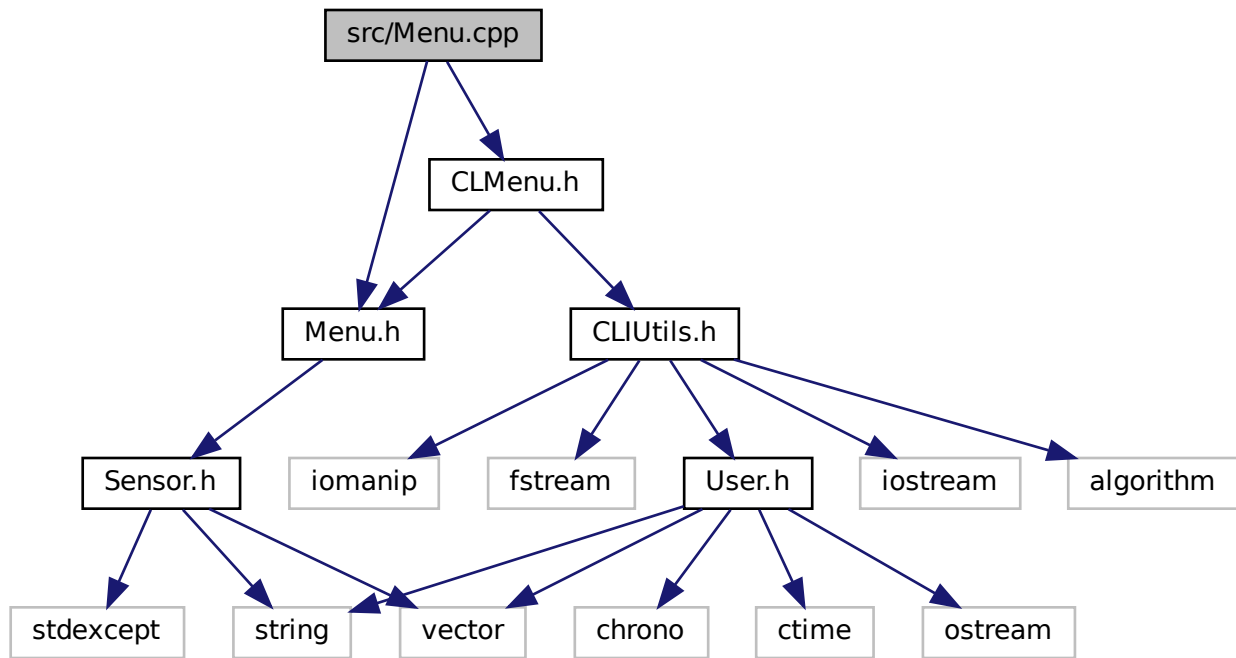 src/Menu.cpp
CLMenu.h
Menu.h
CLIUtils.h
Sensor.h
iomanip
fstream
User.h
iostream
algorithm
stdexcept
string
vector
chrono
ctime
ostream